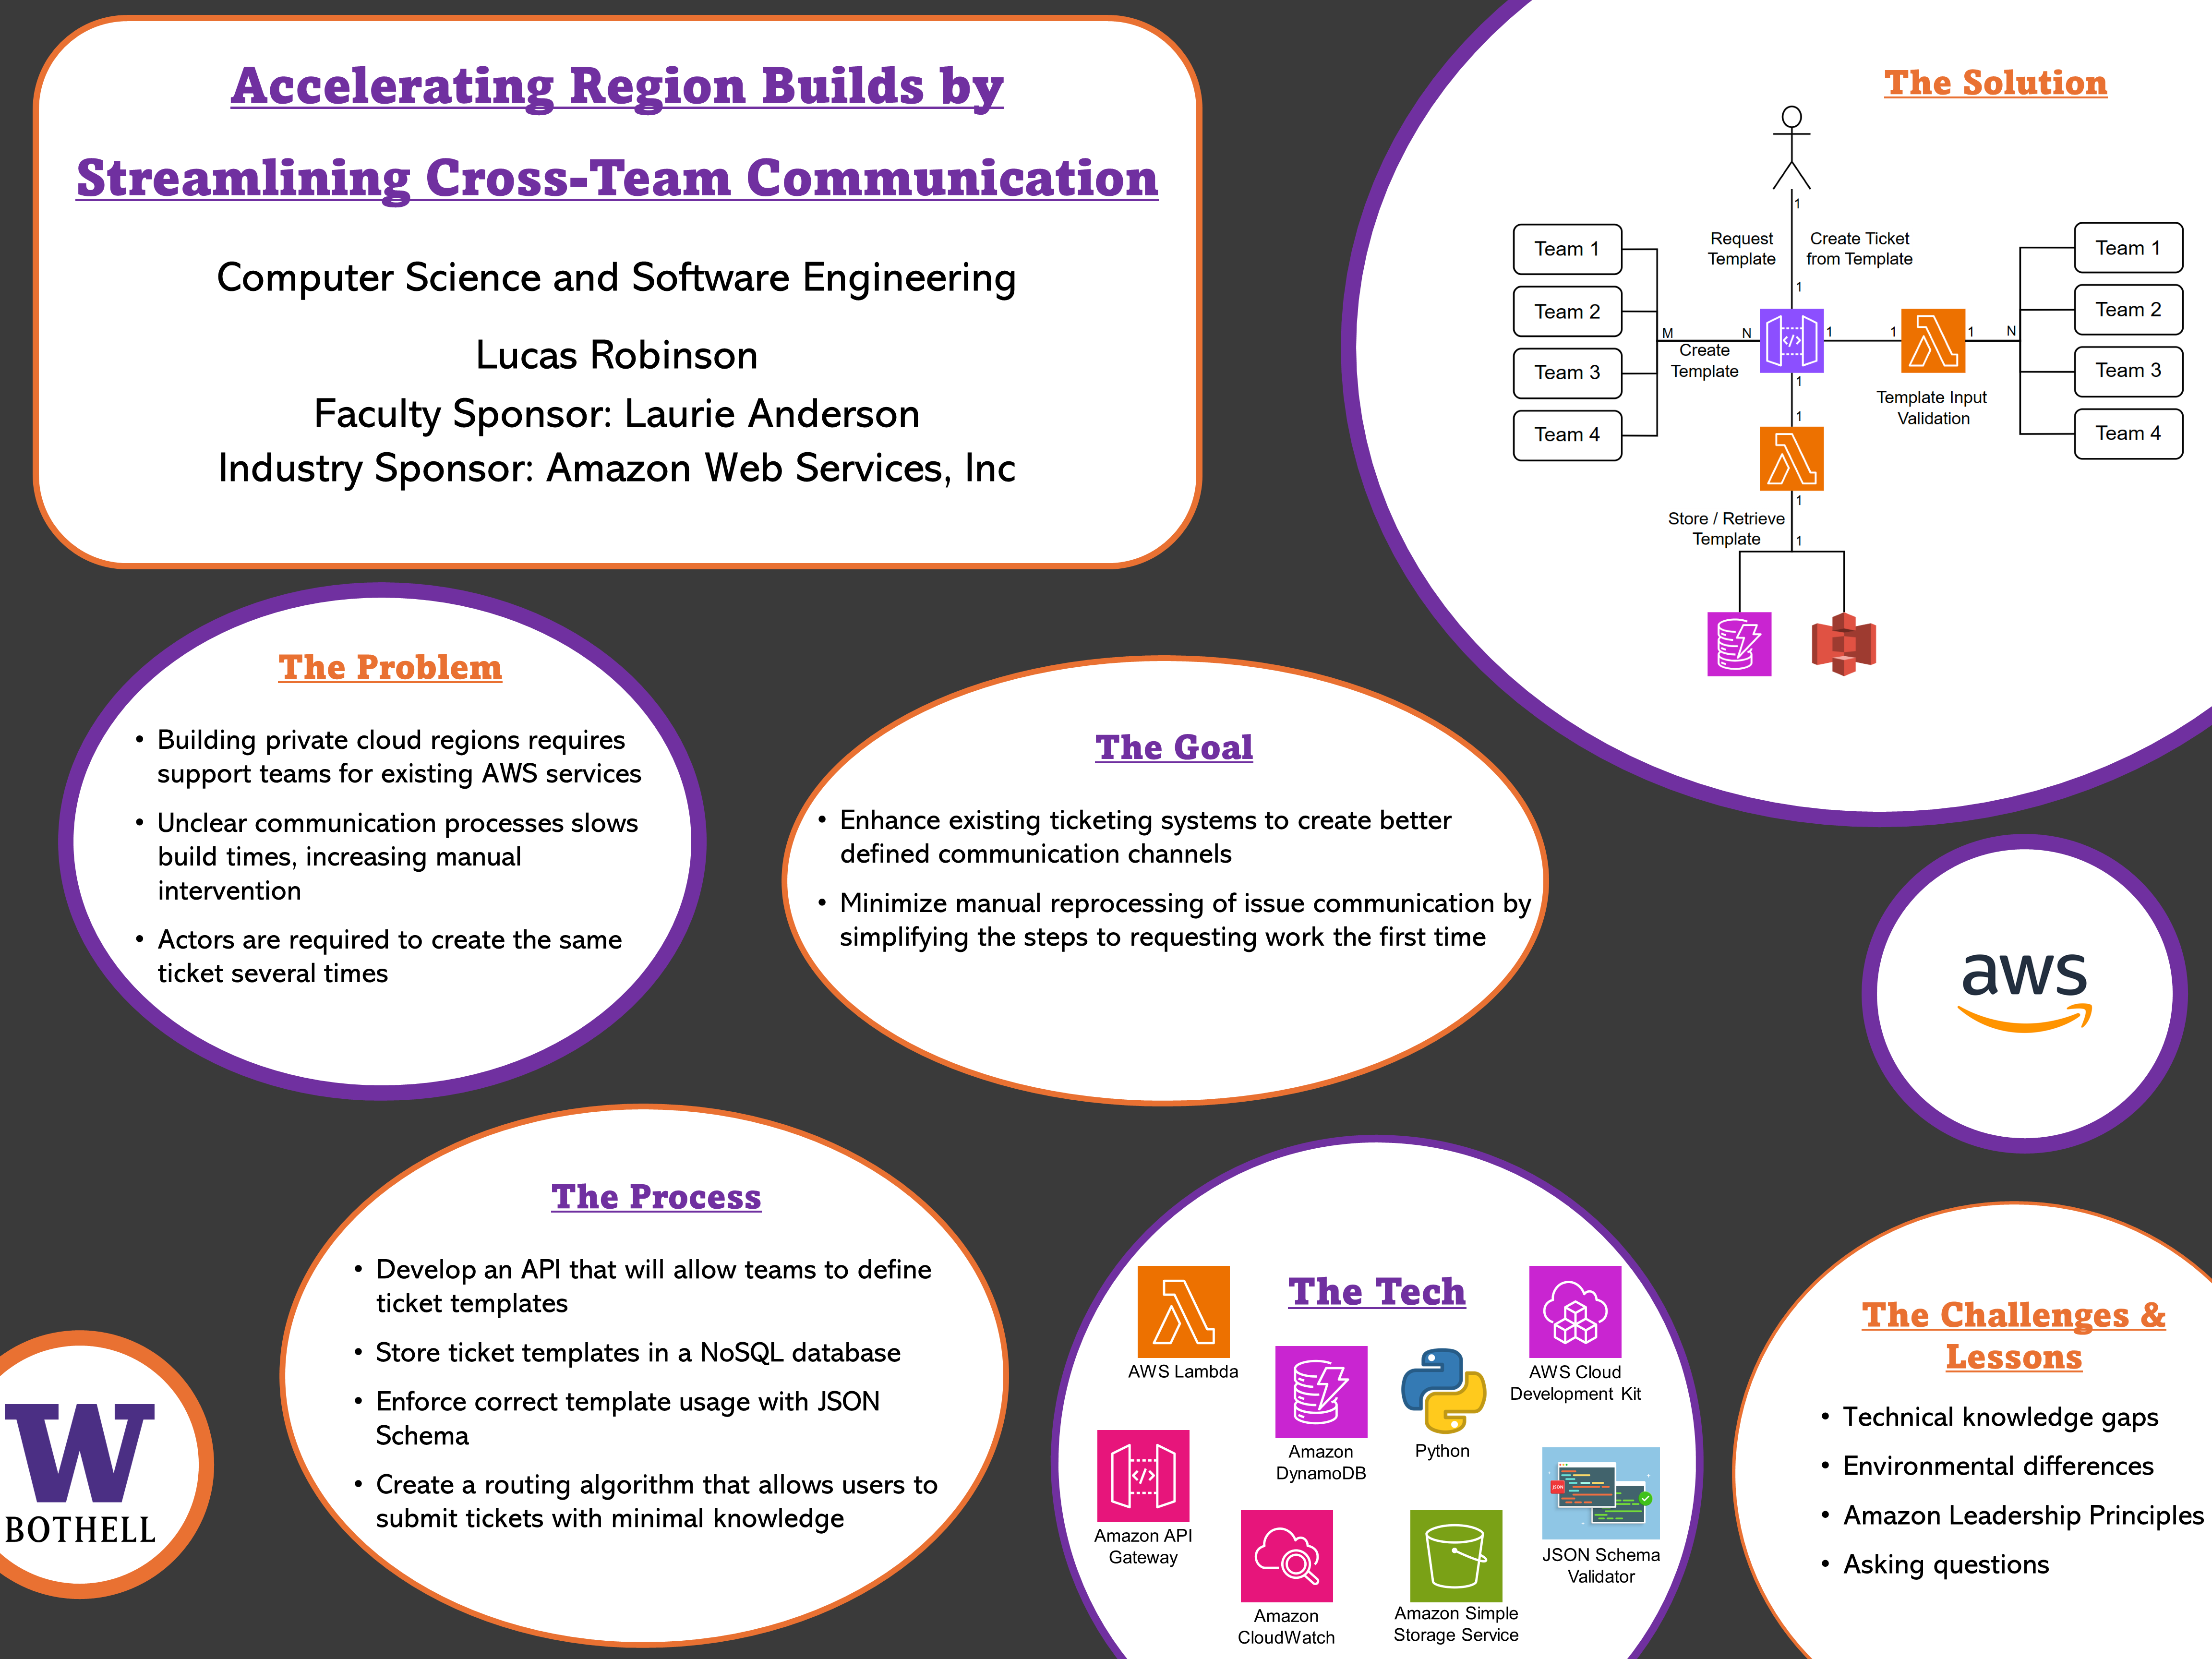 Accelerating Region Builds by
Streamlining Cross-Team Communication
Computer Science and Software Engineering
Lucas Robinson
Faculty Sponsor: Laurie Anderson
Industry Sponsor: Amazon Web Services, Inc
The Solution
1
Request
Template
Create Ticket
from Template
1
Team 1
Team 2
Team 3
Team 4
M
N
Create
Template
1
1
1
N
Template Input
Validation
Team 1
Team 2
Team 3
Team 4
1
1
1
Store / Retrieve
Template
1
The Problem
• Building private cloud regions requires
support teams for existing AWS services
• Unclear communication processes slows
build times, increasing manual
intervention
• Actors are required to create the same
ticket several times
The Goal
• Enhance existing ticketing systems to create better
defined communication channels
• Minimize manual reprocessing of issue communication by
simplifying the steps to requesting work the first time
aws
The Process
• Develop an API that will allow teams to define
ticket templates
• Store ticket templates in a NoSQL database
• Enforce correct template usage with JSON
Schema
• Create a routing algorithm that allows users to
submit tickets with minimal knowledge
W
BOTHELL
The Tech
AWS Lambda
Amazon
DynamoDB
Python
AWS Cloud
Development Kit
Amazon API
Gateway
Amazon
CloudWatch
Amazon Simple
Storage Service
JSON
JSON Schema
Validator
The Challenges &
Lessons
• Technical knowledge gaps
• Environmental differences
• Amazon Leadership Principles
• Asking questions